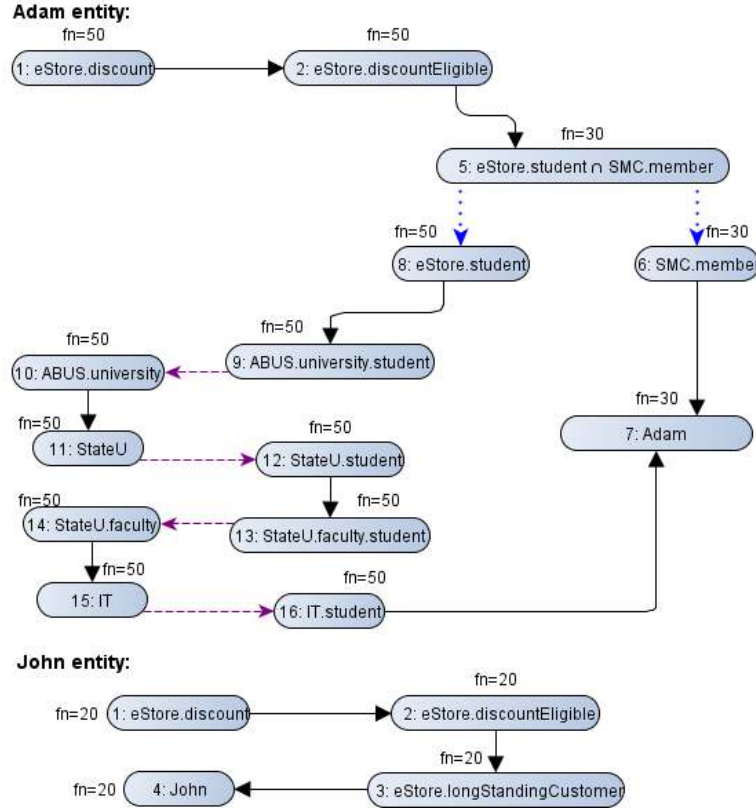 Adam entity:
fn=50
fn=50
1: eStore.discount
2: eStore.discountEligible
fn=30
5: eStore.student ∩ SMC.member
fn=50
fn=30
8: eStore.student
6: SMC.member
fn=50
fn=50
9: ABUS.university.student
10: ABUS.university
fn=30
fn=50
fn=50
11: StateU
7: Adam
12: StateU.student
fn=50
fn=50
14: StateU.faculty
13: StateU.faculty.student
fn=50
fn=50
15: IT
16: IT.student
John entity:
fn=20
fn=20
1: eStore.discount
2: eStore.discountEligible
fn=20
fn=20
4: John
3: eStore.longStandingCustomer